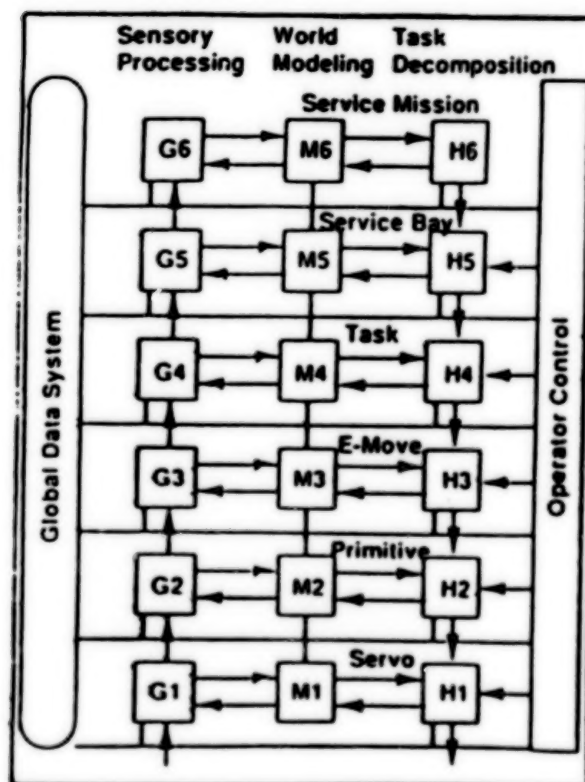 Sensory World Task
Processing Modeling Decomposition
Service Mission
G6 M6 H6
Service Bay
G5 M5 H5
Task
G4 M4 H4
E-Move
G3 M3 H3
Primitive
G2 M2 H2
Servo
G1 M1 H1
Global Data System
Operator Control